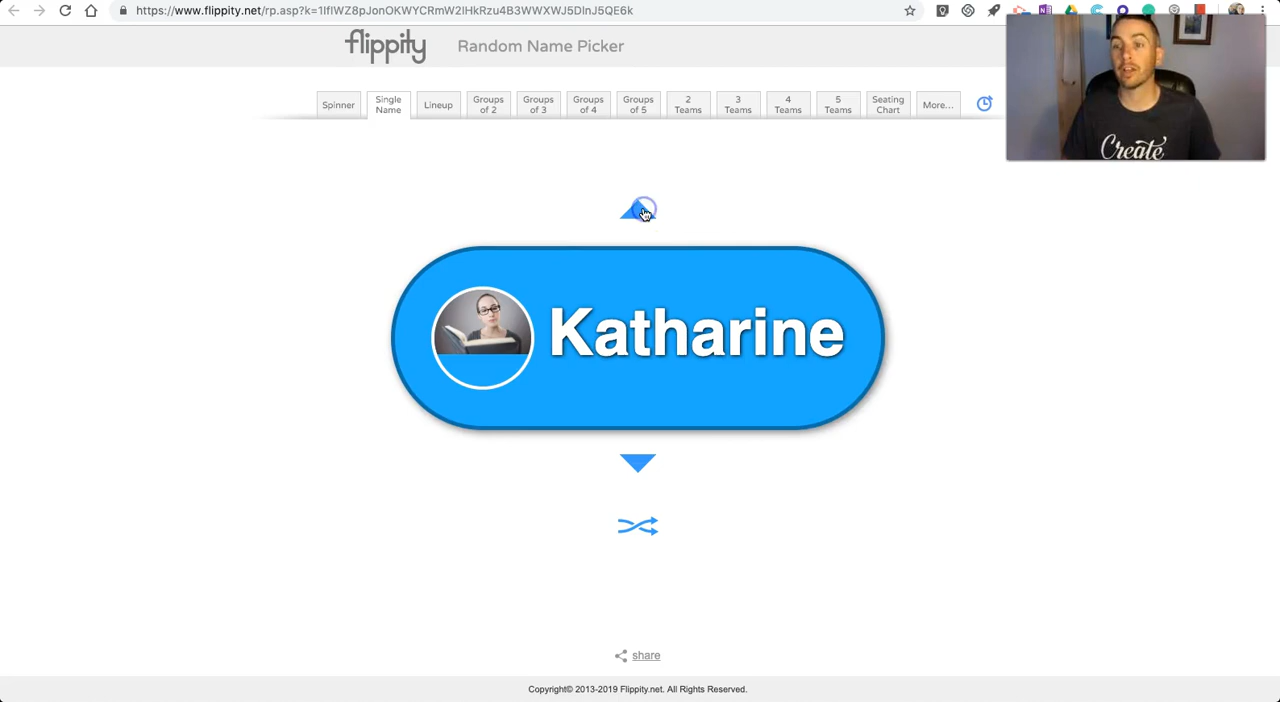 https://www.flippity.net/rp.asp?k=1IfIWZ8pJonOKWYCRmW2IHkRzu4B3WWXWJ5DInJ5QE6k
flippity Random Name Picker
Spinner
Single
Name
Lineup
Groups
of 2
Groups
of 3
Groups
of 4
Groups
of 5
2
Teams
3
Teams
4
Teams
5
Teams
Seating
Chart
More...
Create
Katharine
share
Copyright© 2013-2019 Flippity.net. All Rights Reserved.